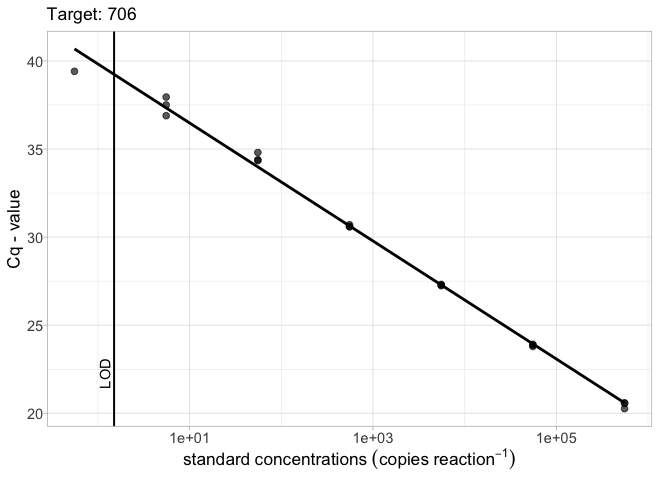 Target: 706
40
35
30
25
20
Cq - value
LOD
1e+01 1e+03 1e+05
standard concentrations (copies reaction⁻¹)